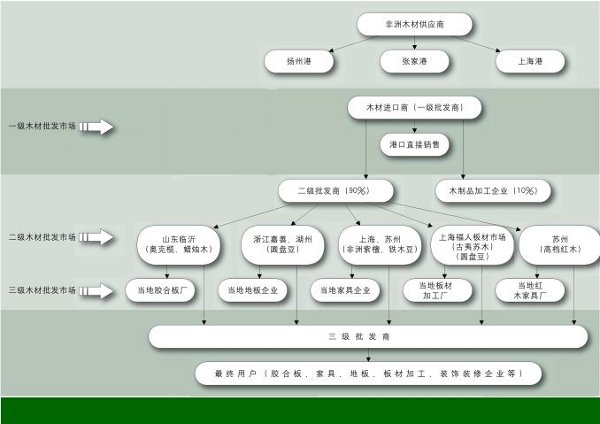 非洲木材供应商
扬州港
张家港
上海港
木材进口商（一级批发商）
一级木材批发市场
港口直接销售
二级批发商（90%）
木制品加工企业（10%）
二级木材批发市场
山东临沂
（奥克榄、蜡烛木）
浙江嘉善、湖州
（圆盘豆）
上海、苏州
（非洲紫檀、铁木豆）
上海福人板材市场
（古夷苏木）
（圆盘豆）
苏州
（高档红木）
三级木材批发市场
当地胶合板厂
当地地板企业
当地家具企业
当地板材
加工厂
当地红
木家具厂
三级批发商
最终用户（胶合板、家具、地板、板材加工、装饰装修企业等）